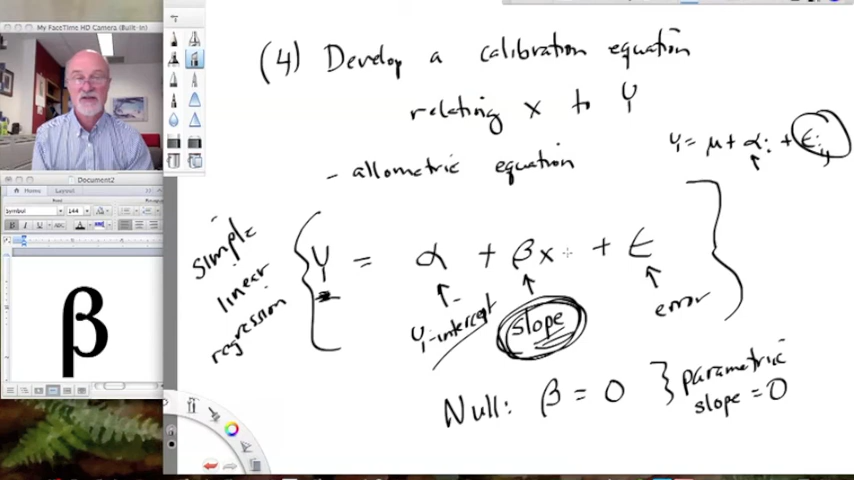 My FaceTime HD Camera (Built-in)
(4) Develop a calibration equation
relating x to Y
- allometric equation
Y = μ + αi + εij
simple
linear
regression
Y = α + βx + ε
Y-intercept
slope
error
Null: β = 0
parametric
slope = 0
Document2
Home Layout
Symbol 144
B I U
β